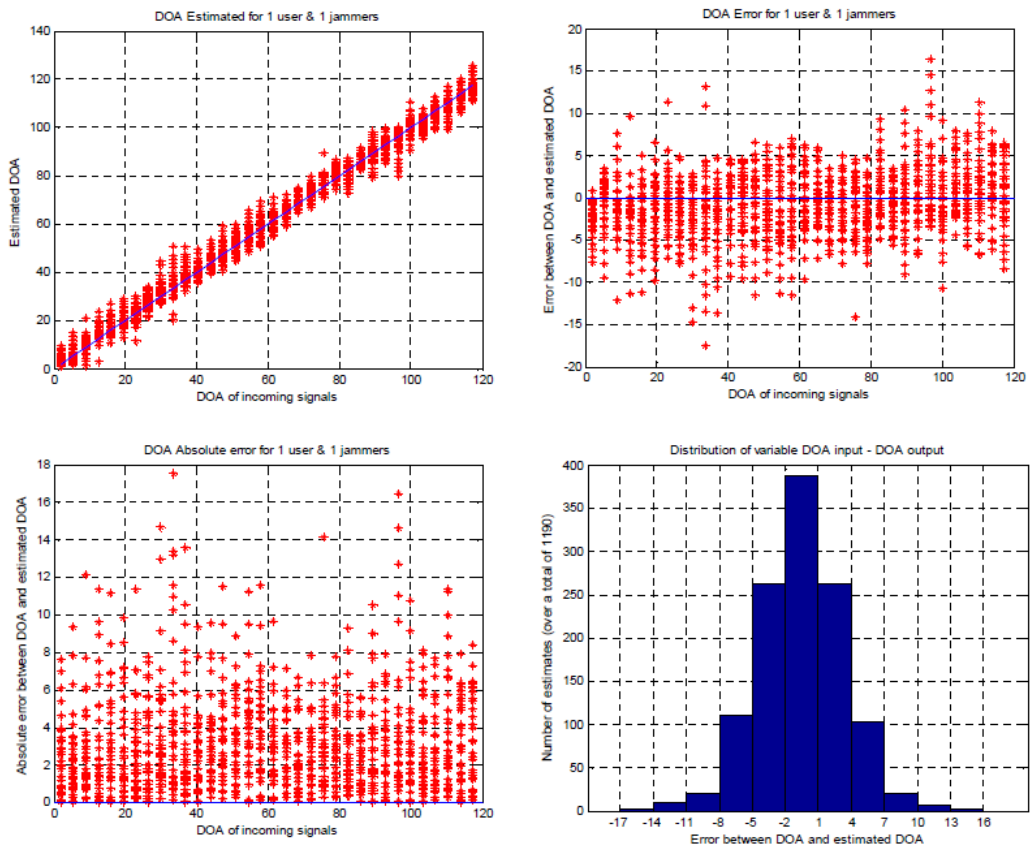 DOA Estimated for 1 user & 1 jammers
140
120
100
80
60
40
20
0
Estimated DOA
0 20 40 60 80 100 120
DOA of incoming signals
DOA Error for 1 user & 1 jammers
20
15
10
5
0
-5
-10
-15
-20
Error between DOA and estimated DOA
0 20 40 60 80 100 120
DOA of incoming signals
DOA Absolute error for 1 user & 1 jammers
18
16
14
12
10
8
6
4
2
0
Absolute error between DOA and estimated DOA
0 20 40 60 80 100 120
DOA of incoming signals
Distribution of variable DOA input - DOA output
400
350
300
250
200
150
100
50
0
Number of estimates (over a total of 1190)
-17 -14 -11 -8 -5 -2 1 4 7 10 13 16
Error between DOA and estimated DOA